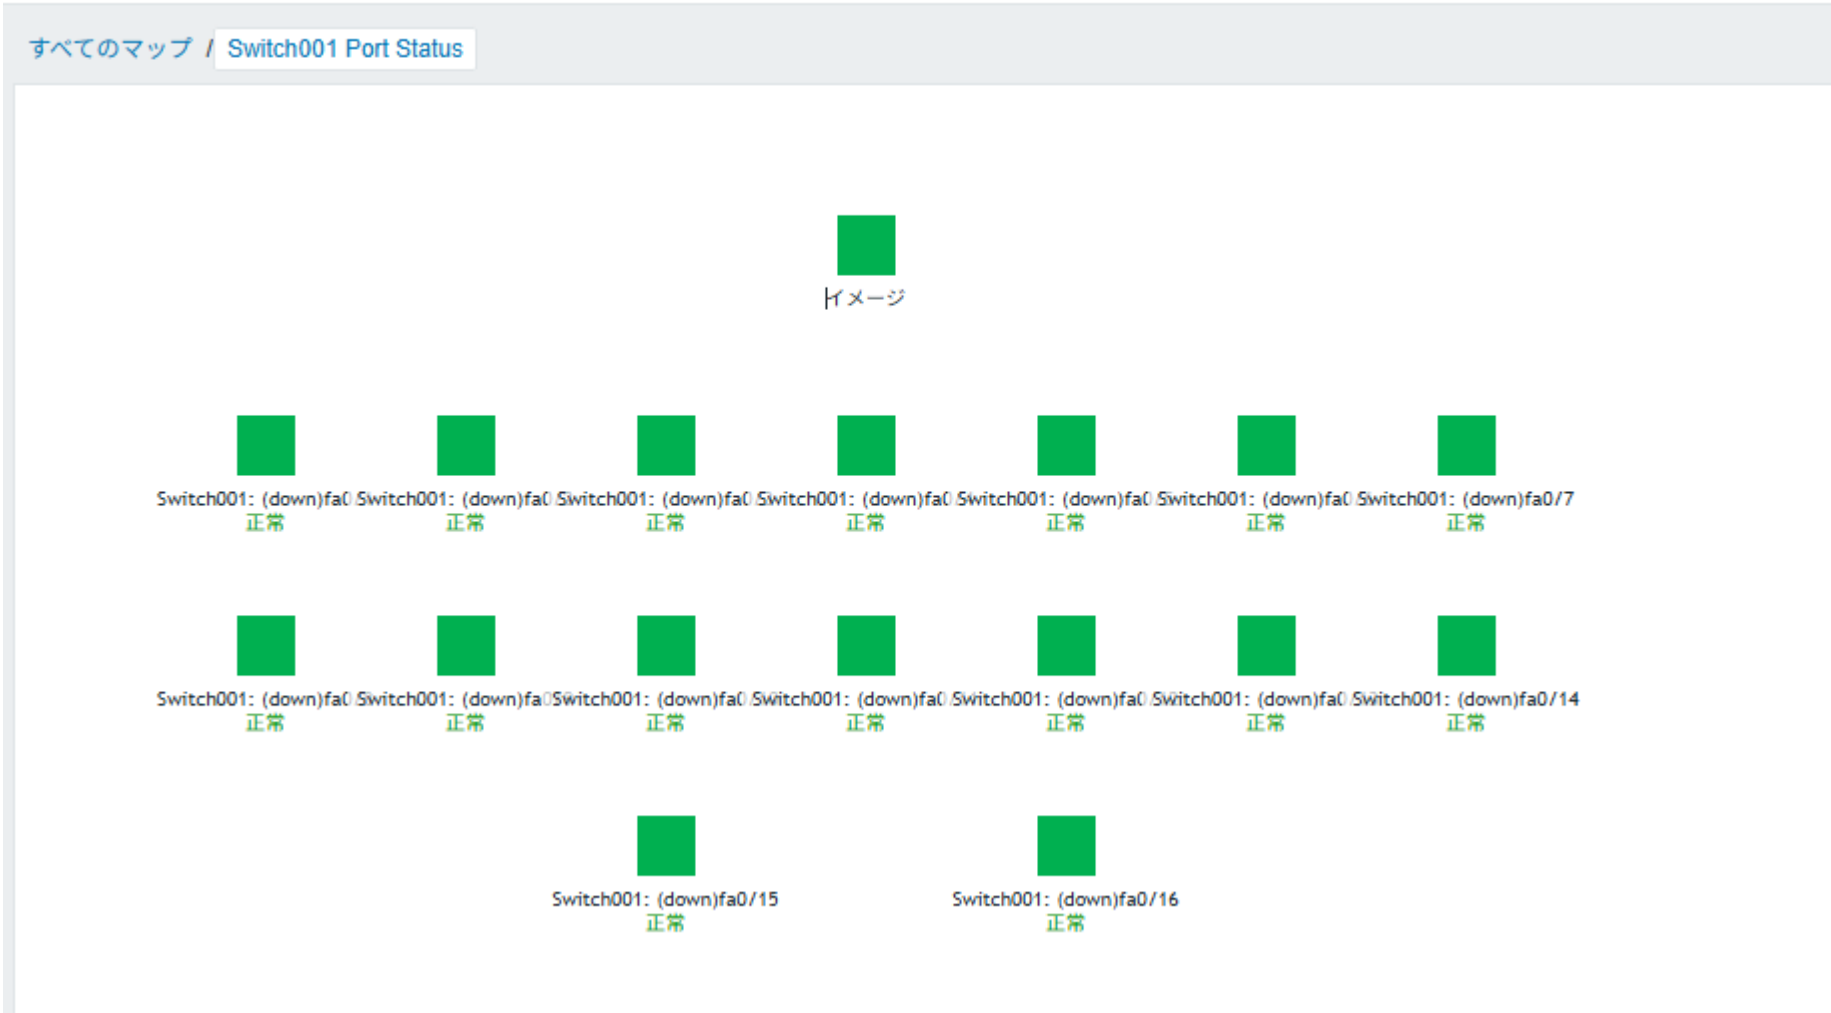 すべてのマップ / Switch001 Port Status
イメージ
Switch001: (down)fa0 Switch001: (down)fa0 Switch001: (down)fa0 Switch001: (down)fa0 Switch001: (down)fa0 Switch001: (down)fa0 Switch001: (down)fa0/7
正常 正常 正常 正常 正常 正常 正常
Switch001: (down)fa0 Switch001: (down)fa0 Switch001: (down)fa0 Switch001: (down)fa0 Switch001: (down)fa0 Switch001: (down)fa0 Switch001: (down)fa0/14
正常 正常 正常 正常 正常 正常 正常
Switch001: (down)fa0/15 Switch001: (down)fa0/16
正常 正常